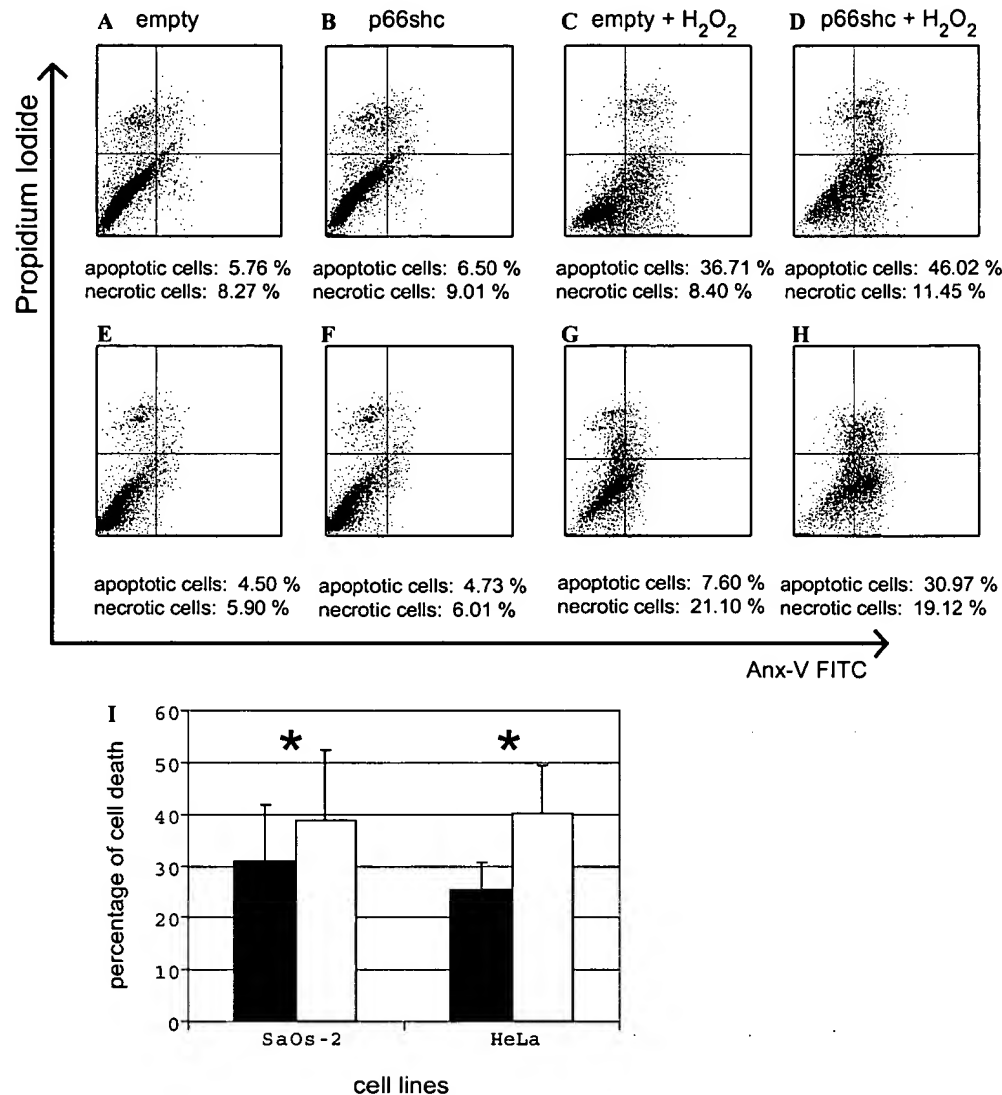 A empty B p66shc C empty + H2O2 D p66shc + H2O2
Propidium Iodide
apoptotic cells: 5.76 % apoptotic cells: 6.50 % apoptotic cells: 36.71 % apoptotic cells: 46.02 %
necrotic cells: 8.27 % necrotic cells: 9.01 % necrotic cells: 8.40 % necrotic cells: 11.45 %
E F G H
apoptotic cells: 4.50 % apoptotic cells: 4.73 % apoptotic cells: 7.60 % apoptotic cells: 30.97 %
necrotic cells: 5.90 % necrotic cells: 6.01 % necrotic cells: 21.10 % necrotic cells: 19.12 %
Anx-V FITC
I
percentage of cell death
60
50
40
30
20
10
0
* *
SaOs-2 HeLa
cell lines